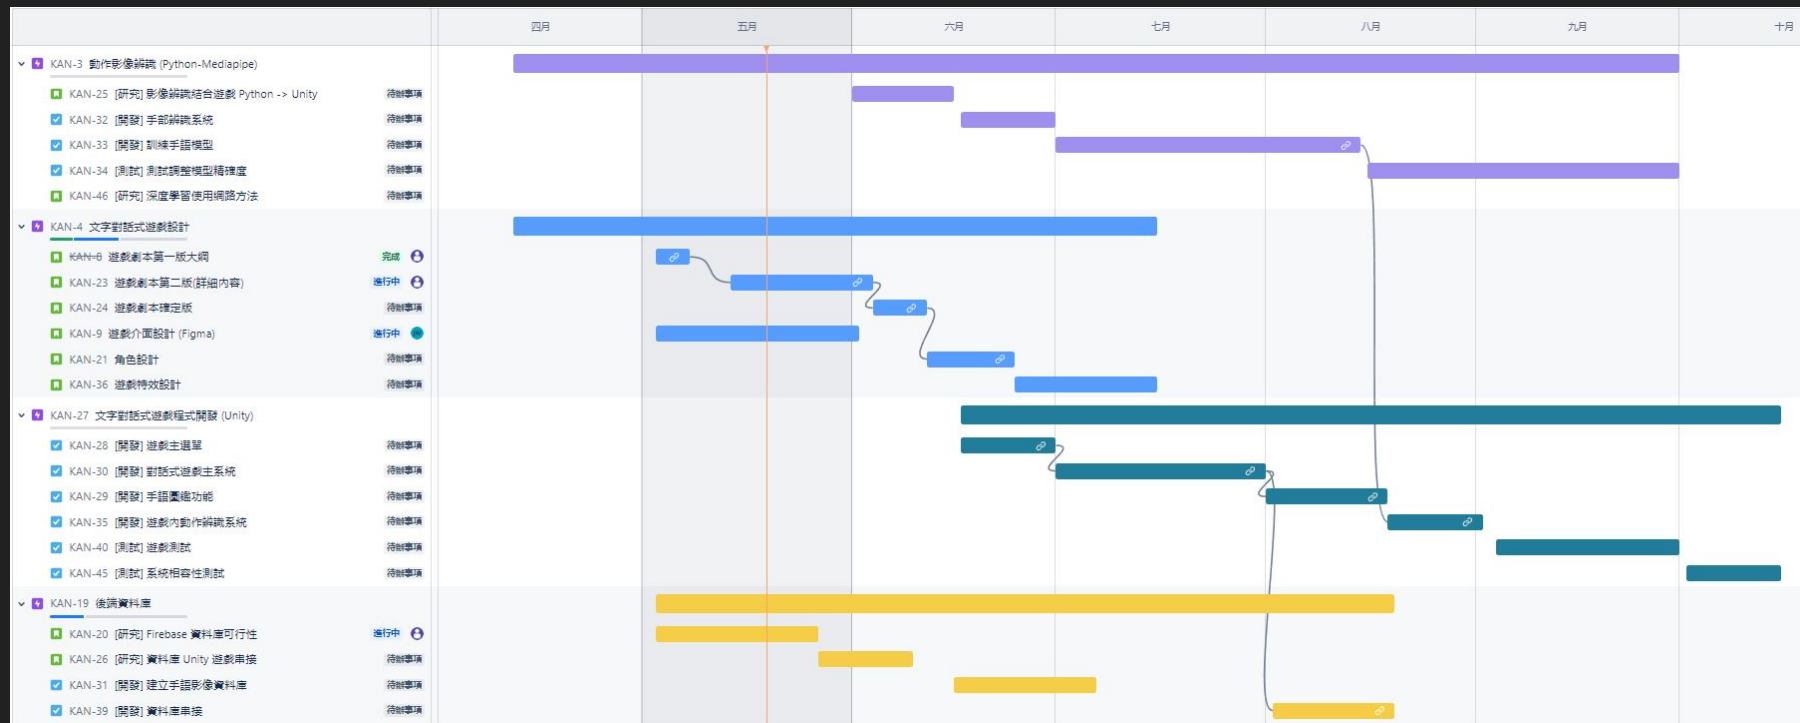 四月 五月 六月 七月 八月 九月 十月
KAN-3 動作影像辨識 (Python-Mediapipe)
KAN-25 [研究] 影像辨識結合遊戲 Python -> Unity 待辦事項
KAN-32 [開發] 手部辨識系統 待辦事項
KAN-33 [開發] 訓練手語模型 待辦事項
KAN-34 [測試] 測試調整模型精確度 待辦事項
KAN-46 [研究] 深度學習使用網路方法 待辦事項
KAN-4 文字對話式遊戲設計
KAN-8 遊戲劇本第一版大綱 完成
KAN-23 遊戲劇本第二版(詳細內容) 進行中
KAN-24 遊戲劇本確定版 待辦事項
KAN-9 遊戲介面設計 (Figma) 進行中
KAN-21 角色設計 待辦事項
KAN-36 遊戲特效設計 待辦事項
KAN-27 文字對話式遊戲程式開發 (Unity)
KAN-28 [開發] 遊戲主選單 待辦事項
KAN-30 [開發] 對話式遊戲主系統 待辦事項
KAN-29 [開發] 手語圖鑑功能 待辦事項
KAN-35 [開發] 遊戲內動作辨識系統 待辦事項
KAN-40 [測試] 遊戲測試 待辦事項
KAN-45 [測試] 系統相容性測試 待辦事項
KAN-19 後端資料庫
KAN-20 [研究] Firebase 資料庫可行性 進行中
KAN-26 [研究] 資料庫 Unity 遊戲串接 待辦事項
KAN-31 [開發] 建立手語影像資料庫 待辦事項
KAN-39 [開發] 資料庫串接 待辦事項